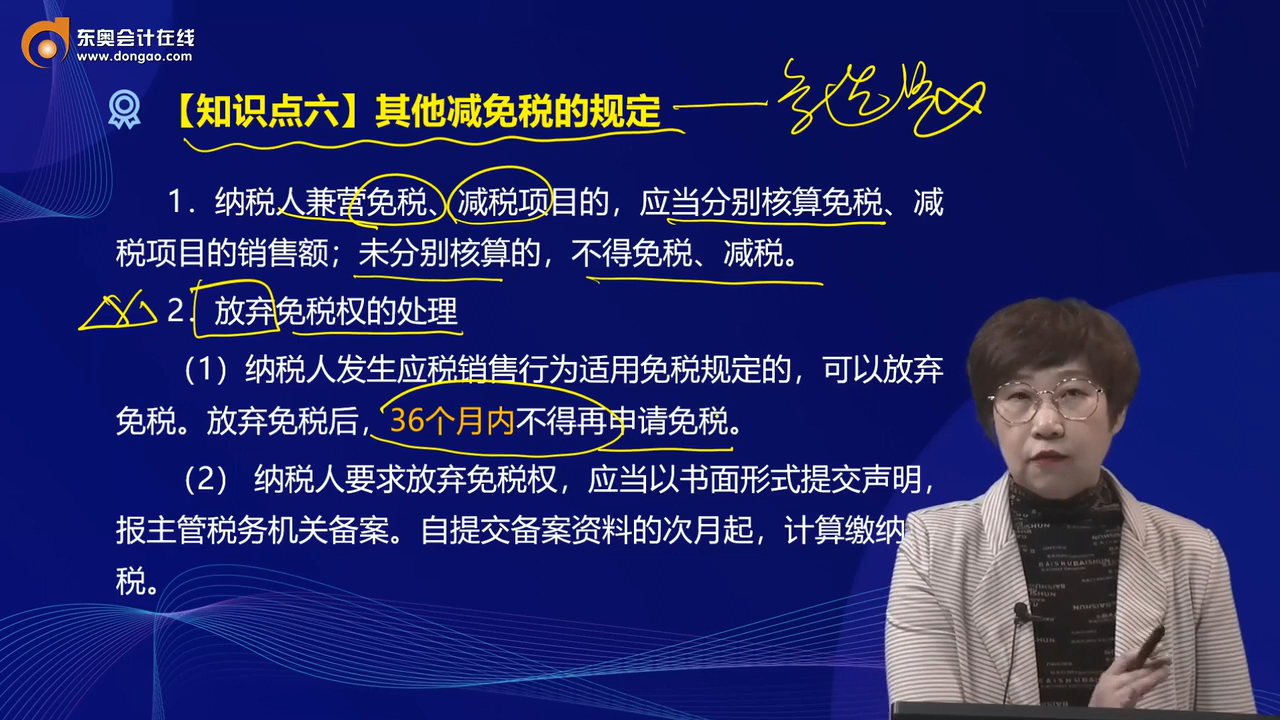 东奥会计在线
www.dongao.com
【知识点六】其他减免税的规定
1. 纳税人兼营免税、减税项目的，应当分别核算免税、减
税项目的销售额；未分别核算的，不得免税、减税。
2. 放弃免税权的处理
（1）纳税人发生应税销售行为适用免税规定的，可以放弃
免税。放弃免税后，36个月内不得再申请免税。
（2） 纳税人要求放弃免税权，应当以书面形式提交声明，
报主管税务机关备案。自提交备案资料的次月起，计算缴纳
税。